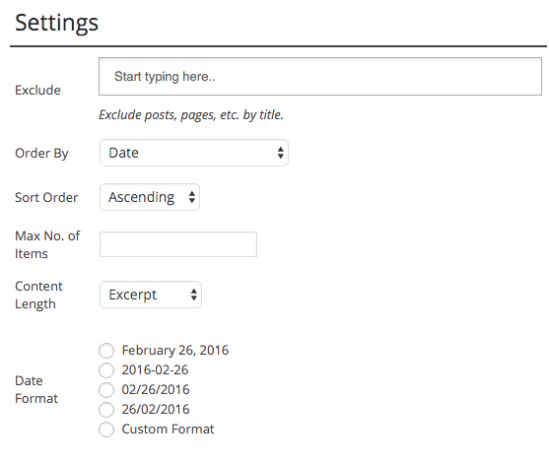 Settings
Exclude
Start typing here..
Exclude posts, pages, etc. by title.
Order By
Date
Sort Order
Ascending
Max No. of
Items
Content
Length
Excerpt
Date
Format
February 26, 2016
2016-02-26
02/26/2016
26/02/2016
Custom Format